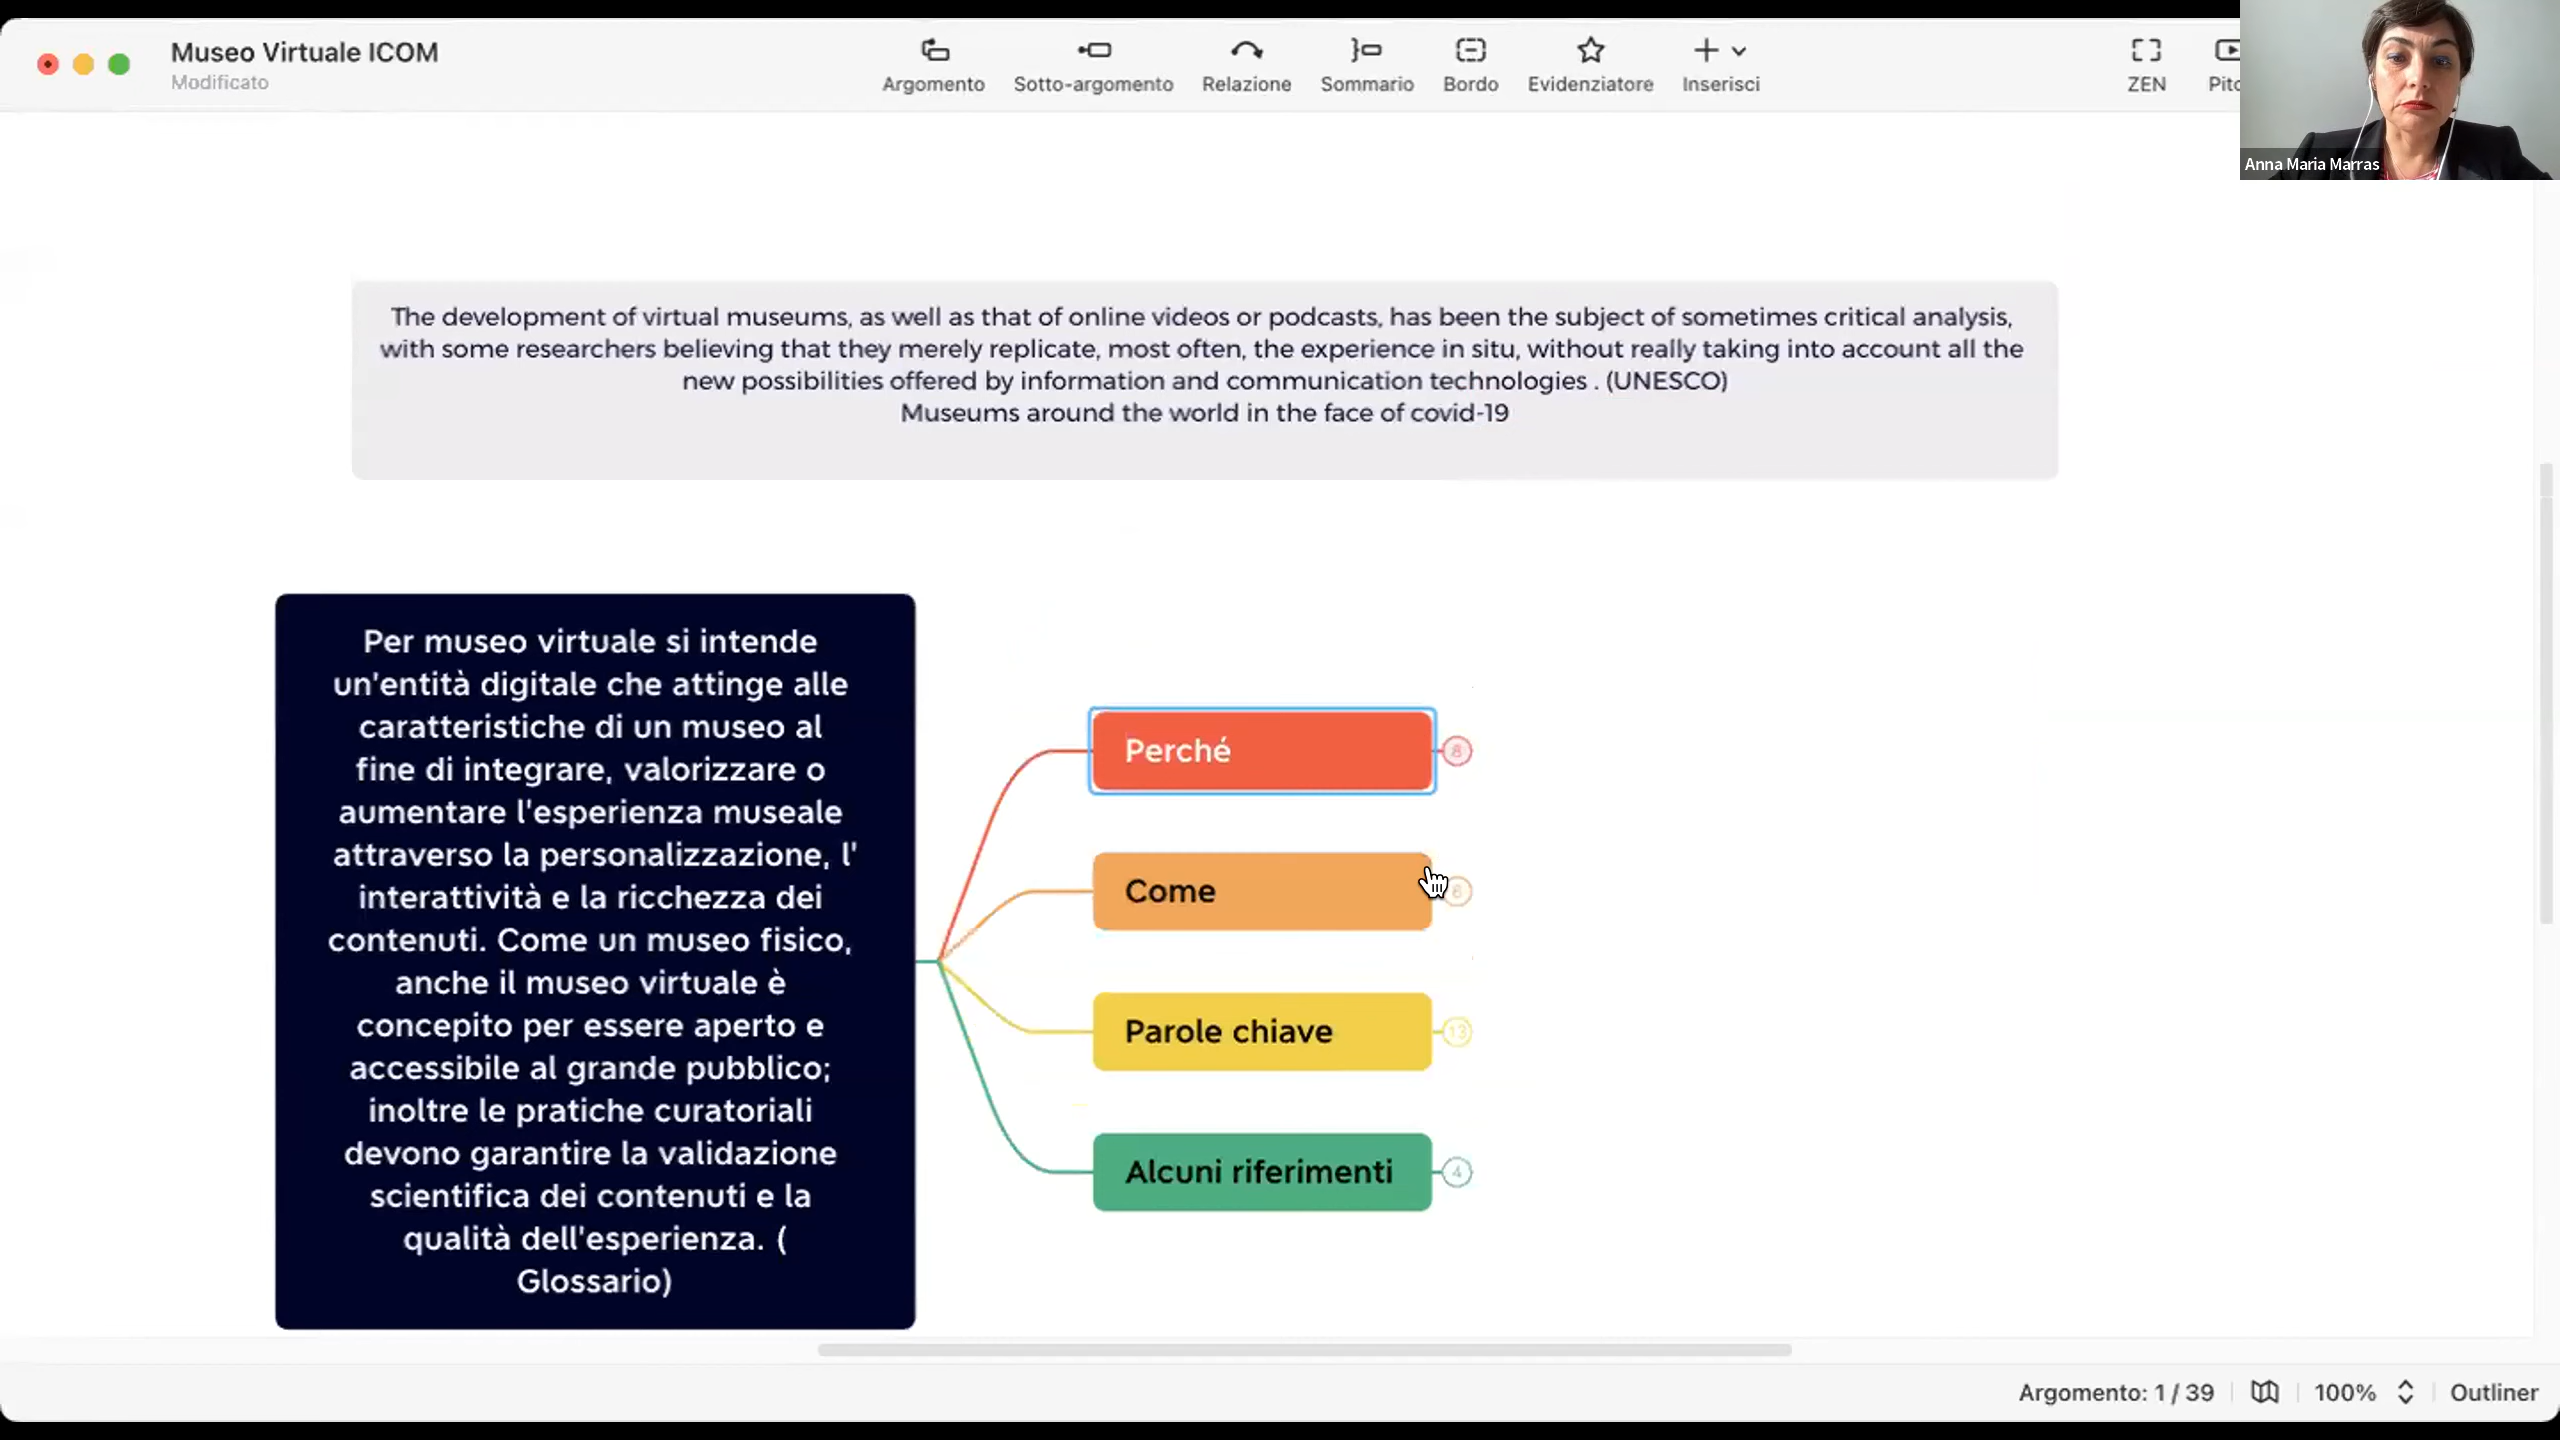 Museo Virtuale ICOM
Modificato
Argomento
Sotto-argomento
Relazione
Sommario
Bordo
Evidenziatore
Inserisci
ZEN
Anna Maria Marras
The development of virtual museums, as well as that of online videos or podcasts, has been the subject of sometimes critical analysis,
with some researchers believing that they merely replicate, most often, the experience in situ, without really taking into account all the
new possibilities offered by information and communication technologies . (UNESCO)
Museums around the world in the face of covid-19
Per museo virtuale si intende
un'entità digitale che attinge alle
caratteristiche di un museo al
fine di integrare, valorizzare o
aumentare l'esperienza museale
attraverso la personalizzazione, l'
interattività e la ricchezza dei
contenuti. Come un museo fisico,
anche il museo virtuale è
concepito per essere aperto e
accessibile al grande pubblico;
inoltre le pratiche curatoriali
devono garantire la validazione
scientifica dei contenuti e la
qualità dell'esperienza. (
Glossario)
Perché
8
Come
Parole chiave
13
Alcuni riferimenti
4
Argomento: 1 / 39
100%
Outliner